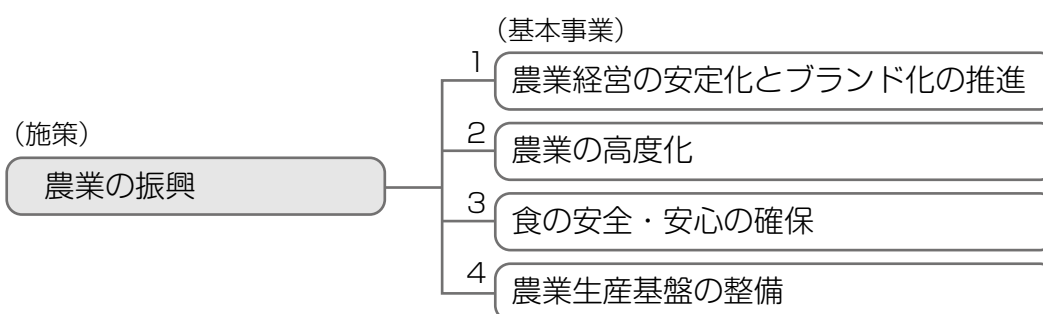 (施策)
農業の振興
(基本事業)
1 農業経営の安定化とブランド化の推進
2 農業の高度化
3 食の安全・安心の確保
4 農業生産基盤の整備